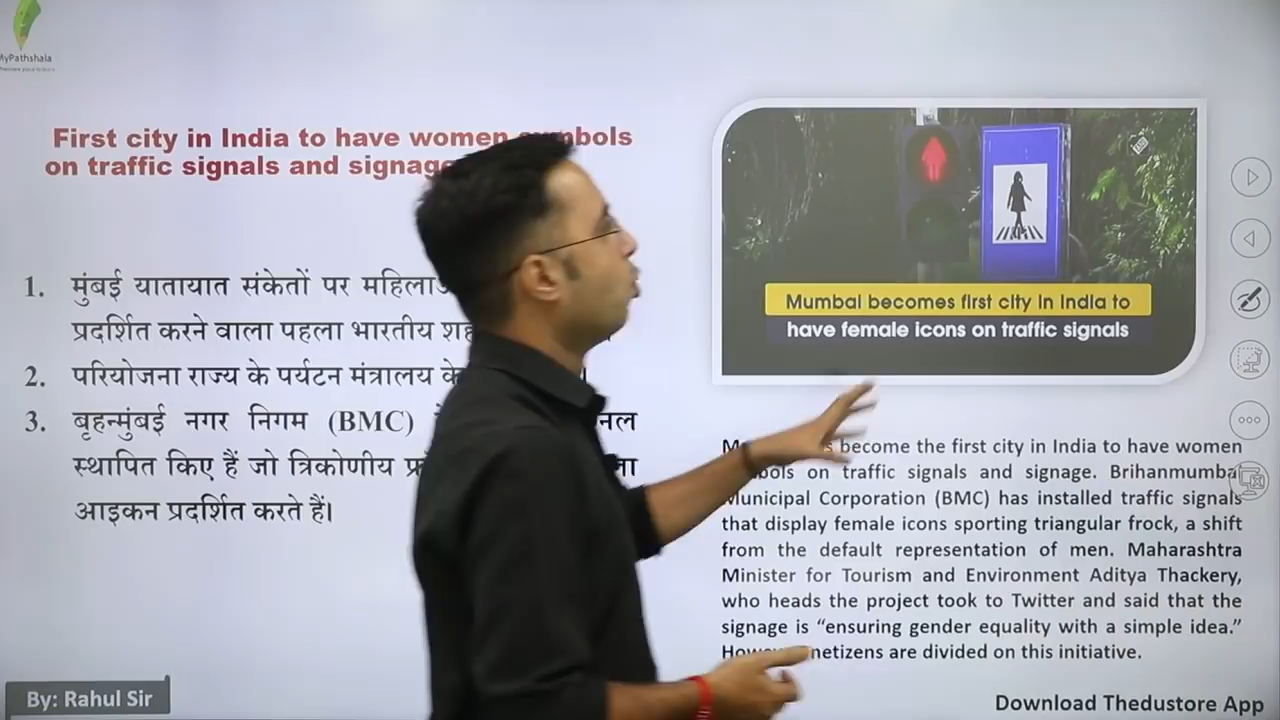 MyPathshala
First city in India to have women
on traffic signals and
1. मुंबई यातायात संकेतों पर
प्रदर्शित करने वाला पहला भारतीय
2. परियोजना राज्य के पर्यटन मंत्रालय
3. बृहन्मुंबई नगर निगम (BMC)
स्थापित किए हैं जो त्रिकोणीय
आइकन प्रदर्शित करते हैं।
Mumbai becomes first city in India to
have female icons on traffic signals
become the first city in India to have women
on traffic signals and signage. Brihanmumbai
Municipal Corporation (BMC) has installed traffic signals
that display female icons sporting triangular frock, a shift
from the default representation of men. Maharashtra
Minister for Tourism and Environment Aditya Thackery,
who heads the project took to Twitter and said that the
signage is “ensuring gender equality with a simple idea.”
netizens are divided on this initiative.
By: Rahul Sir
Download Thedustore App